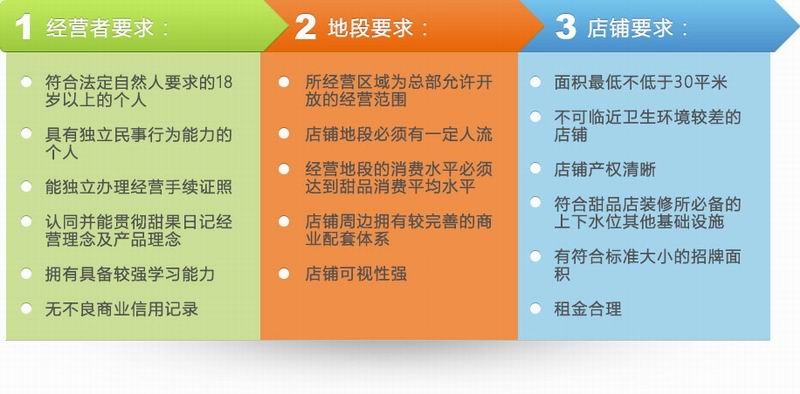 1 经营者要求：
符合法定自然人要求的18
岁以上的个人
具有独立民事行为能力的
个人
能独立办理经营手续证照
认同并能贯彻甜果日记经
营理念及产品理念
拥有具备较强学习能力
无不良商业信用记录
2 地段要求：
所经营区域为总部允许开
放的经营范围
店铺地段必须有一定人流
经营地段的消费水平必须
达到甜品消费平均水平
店铺周边拥有较完善的商
业配套体系
店铺可视性强
3 店铺要求：
面积最低不低于30平米
不可临近卫生环境较差的
店铺
店铺产权清晰
符合甜品店装修所必备的
上下水位其他基础设施
有符合标准大小的招牌面
积
租金合理